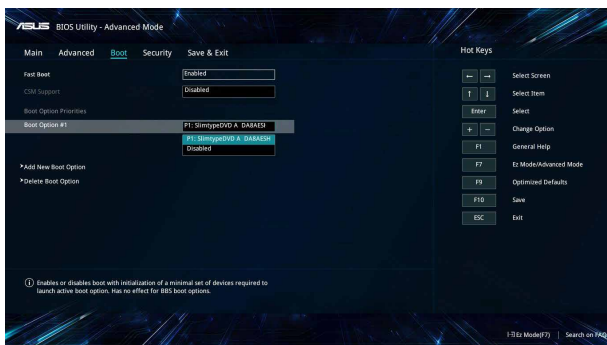 ASUS BIOS Utility - Advanced Mode
Main Advanced Boot Security Save & Exit
Hot Keys
Fast Boot Enabled
CSM Support Disabled
Boot Option Priorities
Boot Option #1 P1: SlimtypeDVD A DA8AESI
P1: SlimtypeDVD A DA8AESH
Disabled
>Add New Boot Option
>Delete Boot Option
← → Select Screen
↑ ↓ Select Item
Enter Select
+ − Change Option
F1 General Help
F7 Ez Mode/Advanced Mode
F9 Optimized Defaults
F10 Save
ESC Exit
Enables or disables boot with initialization of a minimal set of devices required to
launch active boot option. Has no effect for BBS boot options.
Ez Mode(F7) | Search on FAQ